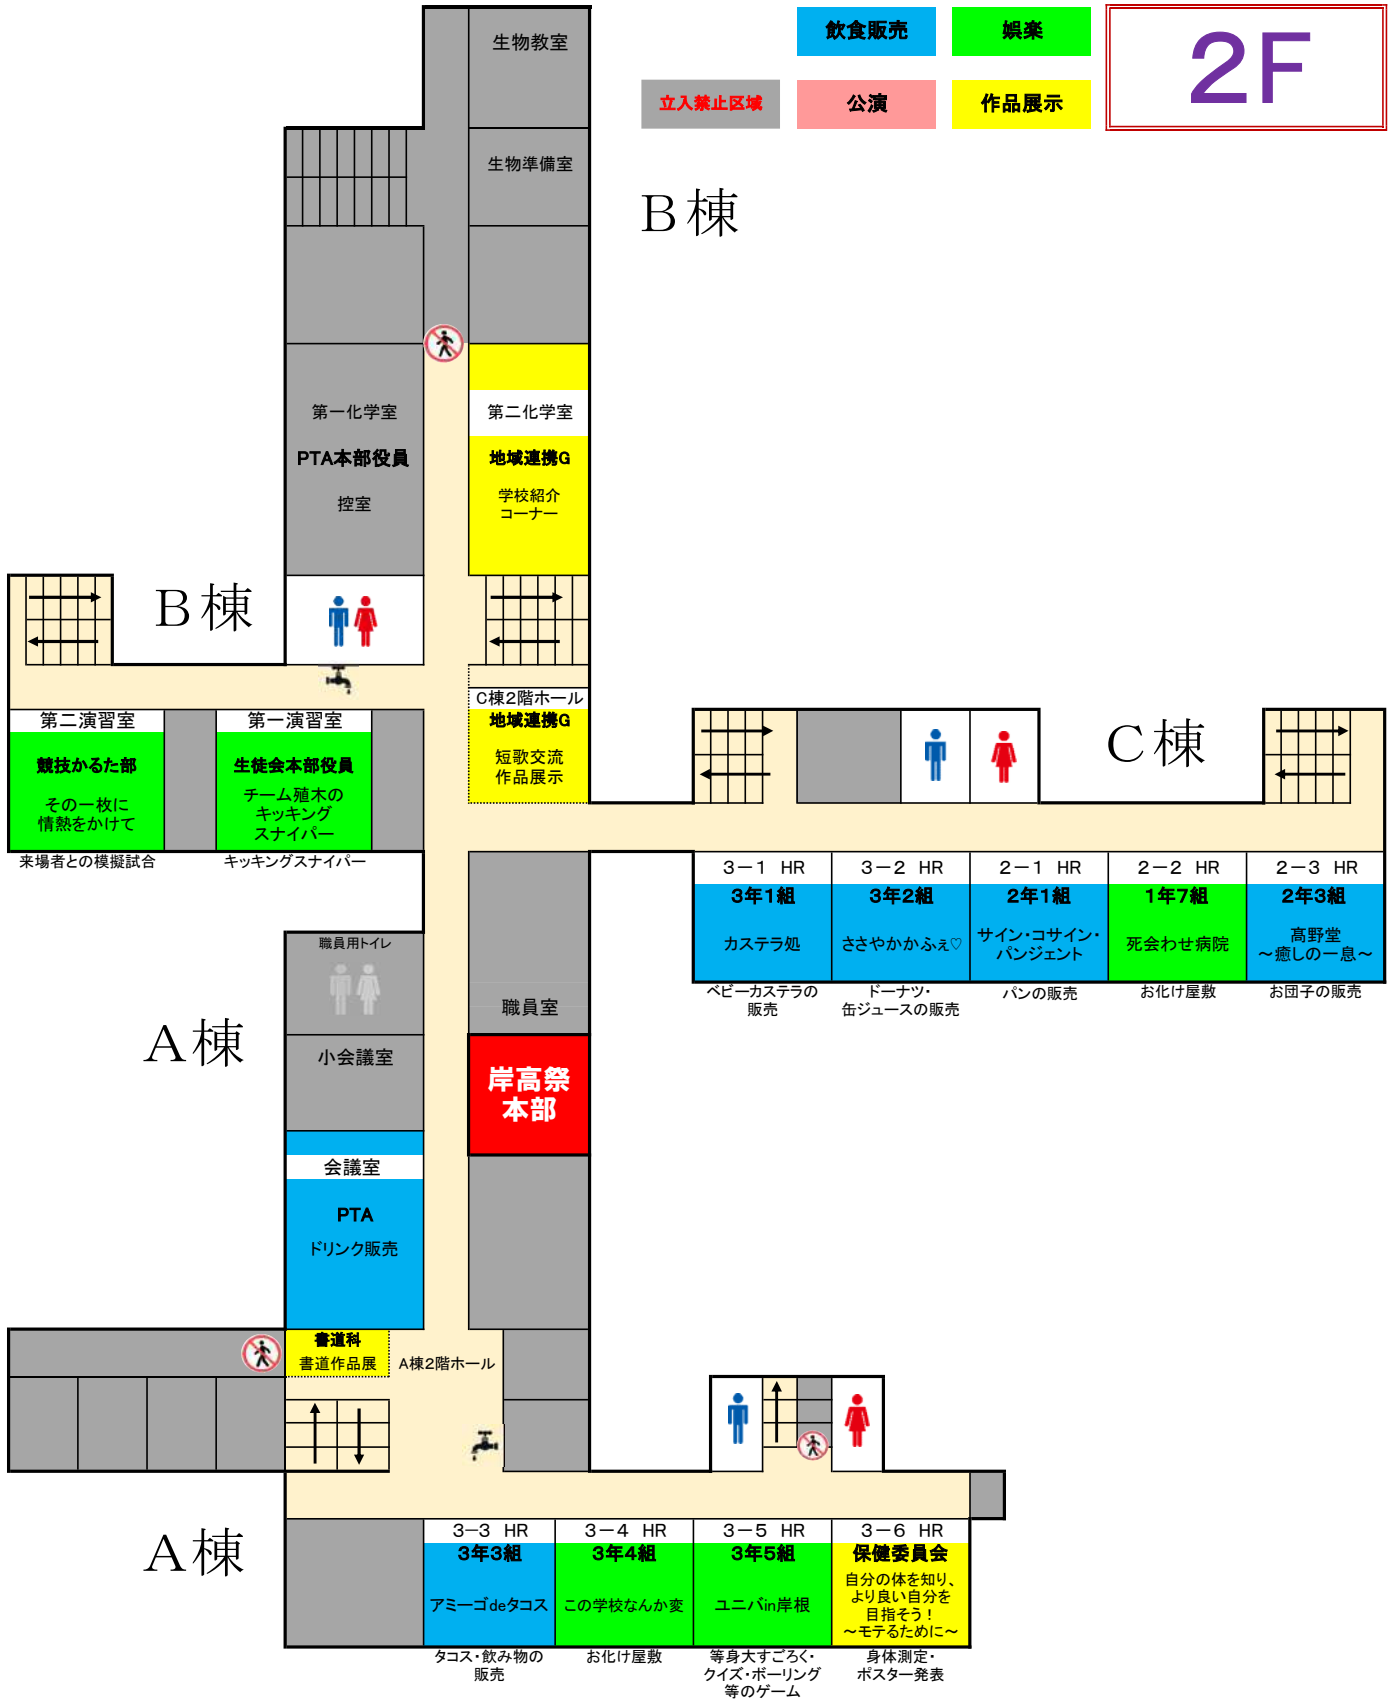 飲食販売
娯楽
2F
立入禁止区域
公演
作品展示
生物教室
生物準備室
B棟
第一化学室
PTA本部役員
控室
第二化学室
地域連携G
学校紹介
コーナー
B棟
C棟2階ホール
地域連携G
短歌交流
作品展示
第二演習室
競技かるた部
その一枚に
情熱をかけて
来場者との模擬試合
第一演習室
生徒会本部役員
チーム殖木の
キッキング
スナイパー
キッキングスナイパー
C棟
3－1 HR
3年1組
カステラ処
ベビーカステラの
販売
3－2 HR
3年2組
ささやかかふぇ♡
ドーナツ・
缶ジュースの販売
2－1 HR
2年1組
サイン・コサイン・
パンジェント
パンの販売
2－2 HR
1年7組
死会わせ病院
お化け屋敷
2－3 HR
2年3組
髙野堂
～癒しの一息～
お団子の販売
職員用トイレ
職員室
A棟
小会議室
岸高祭
本部
会議室
PTA
ドリンク販売
書道科
書道作品展
A棟2階ホール
A棟
3－3 HR
3年3組
アミーゴdeタコス
タコス・飲み物の
販売
3－4 HR
3年4組
この学校なんか変
お化け屋敷
3－5 HR
3年5組
ユニバin岸根
等身大すごろく・
クイズ・ボーリング
等のゲーム
3－6 HR
保健委員会
自分の体を知り、
より良い自分を
目指そう！
～モテるために～
身体測定・
ポスター発表